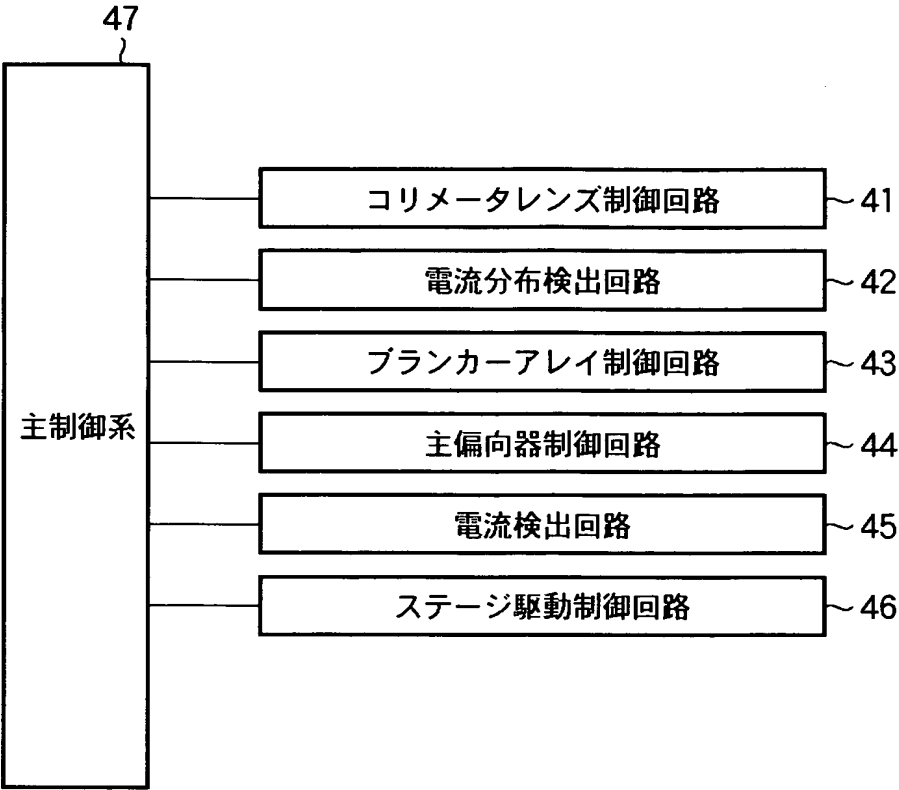 47
コリメータレンズ制御回路 41
電流分布検出回路 42
ブランカーアレイ制御回路 43
主制御系
主偏向器制御回路 44
電流検出回路 45
ステージ駆動制御回路 46